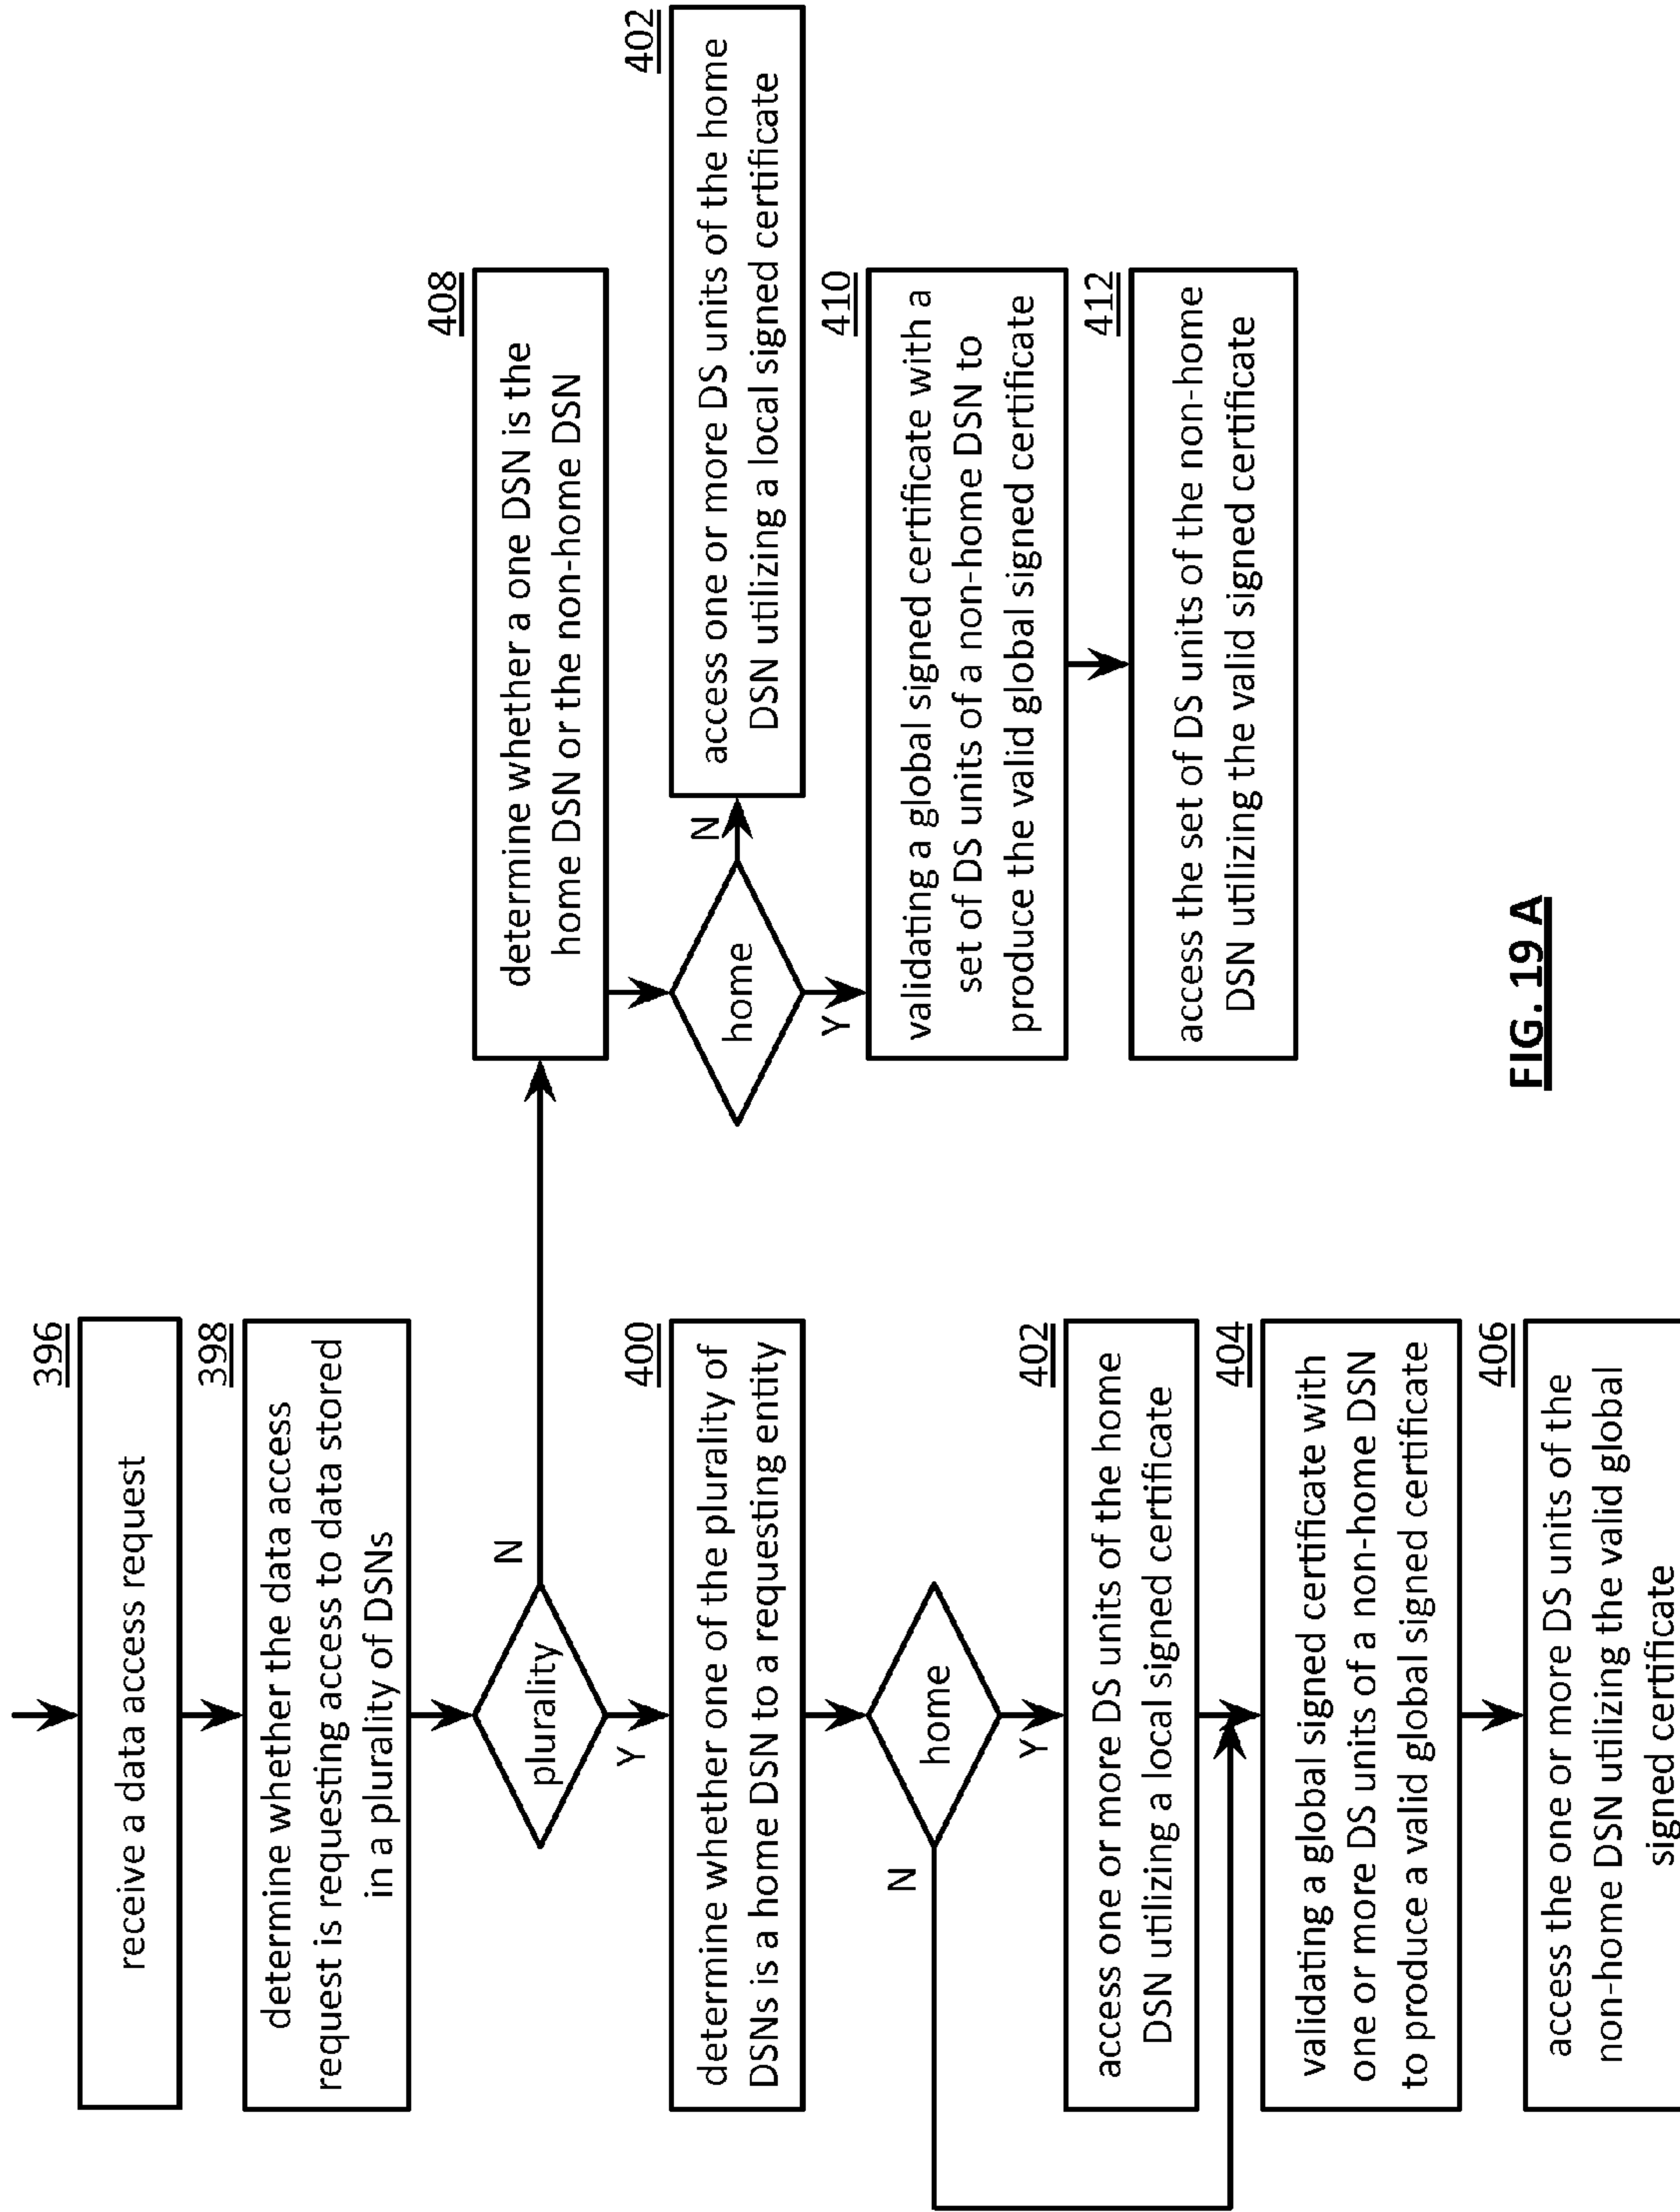 396
receive a data access request
398
determine whether the data access
request is requesting access to data stored
in a plurality of DSNs
plurality
N
Y
400
determine whether one of the plurality of
DSNs is a home DSN to a requesting entity
home
N
Y
402
access one or more DS units of the home
DSN utilizing a local signed certificate
404
validating a global signed certificate with
one or more DS units of a non-home DSN
to produce a valid global signed certificate
406
access the one or more DS units of the
non-home DSN utilizing the valid global
signed certificate
408
determine whether a one DSN is the
home DSN or the non-home DSN
home
N
Y
402
access one or more DS units of the home
DSN utilizing a local signed certificate
410
validating a global signed certificate with a
set of DS units of a non-home DSN to
produce the valid global signed certificate
412
access the set of DS units of the non-home
DSN utilizing the valid signed certificate
FIG. 19 A